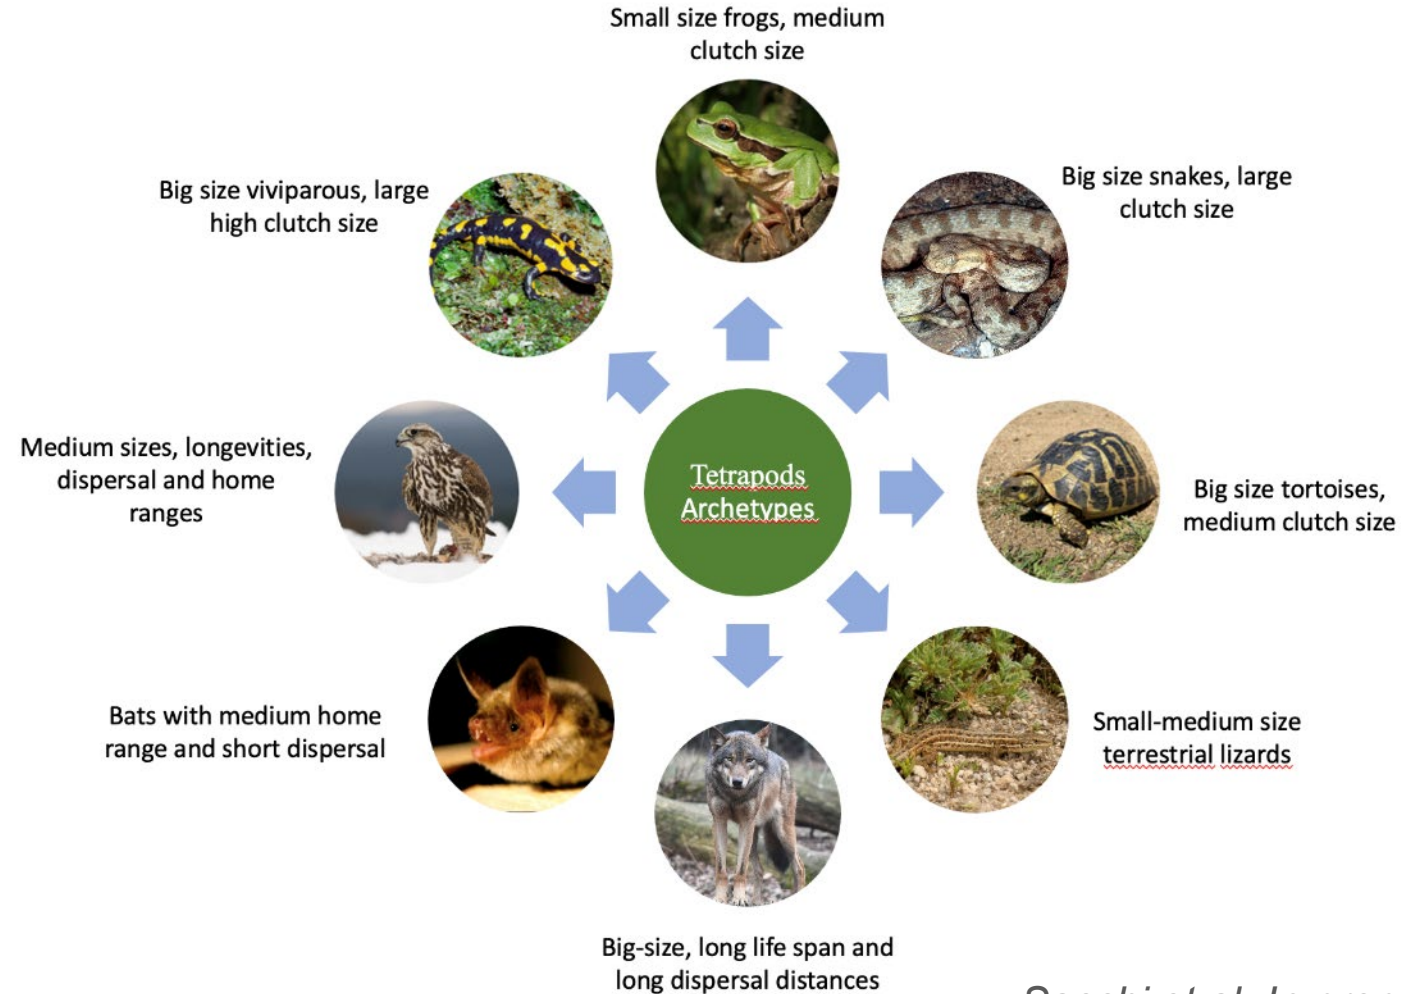 Small size frogs, medium
clutch size
Big size viviparous, large
high clutch size
Big size snakes, large
clutch size
Medium sizes, longevities,
dispersal and home
ranges
Tetrapods
Archetypes
Big size tortoises,
medium clutch size
Bats with medium home
range and short dispersal
Small-medium size
terrestrial lizards
Big-size, long life span and
long dispersal distances